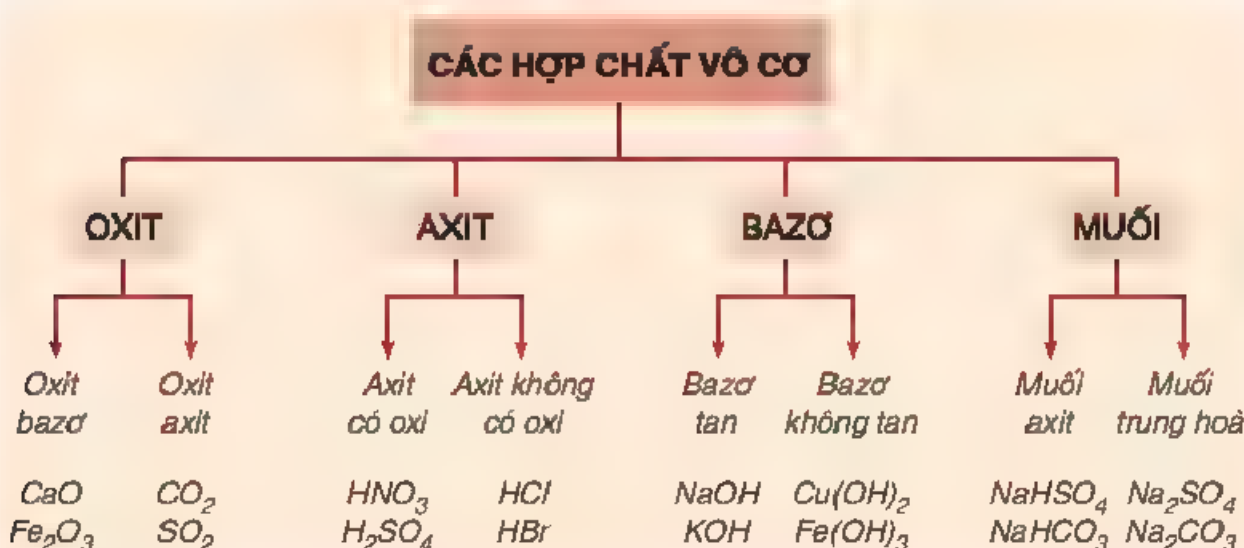 CÁC HỢP CHẤT VÔ CƠ
OXIT AXIT BAZƠ MUỐI
Oxit Oxit Axit Axit không Bazơ Bazơ Muối Muối
bazơ axit có oxi có oxi tan không tan axit trung hoà
CaO CO₂ HNO₃ HCl NaOH Cu(OH)₂ NaHSO₄ Na₂SO₄
Fe₂O₃ SO₂ H₂SO₄ HBr KOH Fe(OH)₃ NaHCO₃ Na₂CO₃